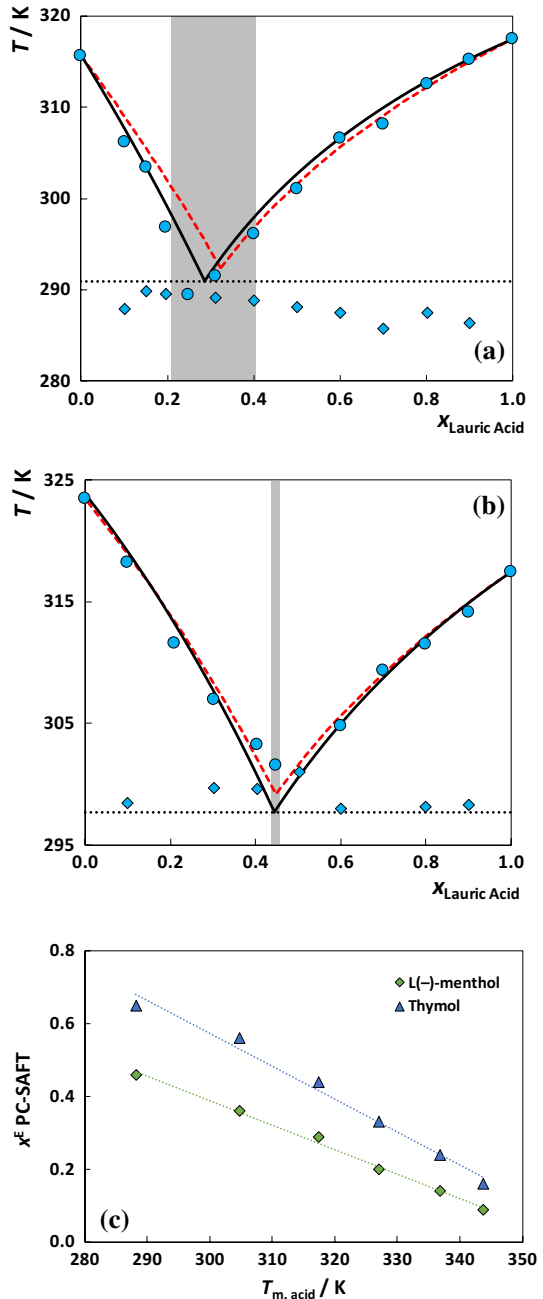 T / K
320
310
300
290
280
(a)
0.0 0.2 0.4 0.6 0.8 1.0
xLauric Acid
T / K
325
315
305
295
(b)
0.0 0.2 0.4 0.6 0.8 1.0
xLauric Acid
xE PC-SAFT
0.8
0.6
0.4
0.2
0.0
L(−)-menthol
Thymol
(c)
280 290 300 310 320 330 340 350
Tm, acid / K